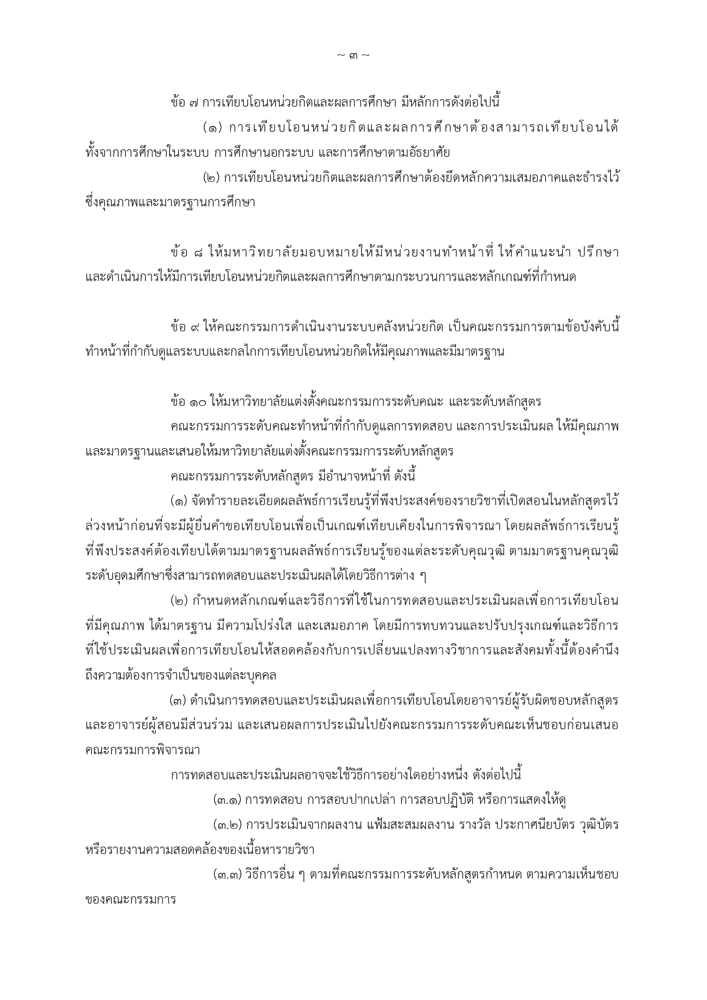 ~ ๓ ~
ข้อ ๗ การเทียบโอนหน่วยกิตและผลการศึกษา มีหลักการดังต่อไปนี้
(๑) การเทียบโอนหน่วยกิตและผลการศึกษาต้องสามารถเทียบโอนได้
ทั้งจากการศึกษาในระบบ การศึกษานอกระบบ และการศึกษาตามอัธยาศัย
(๒) การเทียบโอนหน่วยกิตและผลการศึกษาต้องยึดหลักความเสมอภาคและธำรงไว้
ซึ่งคุณภาพและมาตรฐานการศึกษา
ข้อ ๘ ให้มหาวิทยาลัยมอบหมายให้มีหน่วยงานทำหน้าที่ ให้คำแนะนำ ปรึกษา
และดำเนินการให้มีการเทียบโอนหน่วยกิตและผลการศึกษาตามกระบวนการและหลักเกณฑ์ที่กำหนด
ข้อ ๙ ให้คณะกรรมการดำเนินงานระบบคลังหน่วยกิต เป็นคณะกรรมการตามข้อบังคับนี้
ทำหน้าที่กำกับดูแลระบบและกลไกการเทียบโอนหน่วยกิตให้มีคุณภาพและมีมาตรฐาน
ข้อ ๑๐ ให้มหาวิทยาลัยแต่งตั้งคณะกรรมการระดับคณะ และระดับหลักสูตร
คณะกรรมการระดับคณะทำหน้าที่กำกับดูแลการทดสอบ และการประเมินผล ให้มีคุณภาพ
และมาตรฐานและเสนอให้มหาวิทยาลัยแต่งตั้งคณะกรรมการระดับหลักสูตร
คณะกรรมการระดับหลักสูตร มีอำนาจหน้าที่ ดังนี้
(๑) จัดทำรายละเอียดผลลัพธ์การเรียนรู้ที่พึงประสงค์ของรายวิชาที่เปิดสอนในหลักสูตรไว้
ล่วงหน้าก่อนที่จะมีผู้ยื่นคำขอเทียบโอนเพื่อเป็นเกณฑ์เทียบเคียงในการพิจารณา โดยผลลัพธ์การเรียนรู้
ที่พึงประสงค์ต้องเทียบได้ตามมาตรฐานผลลัพธ์การเรียนรู้ของแต่ละระดับคุณวุฒิ ตามมาตรฐานคุณวุฒิ
ระดับอุดมศึกษาซึ่งสามารถทดสอบและประเมินผลได้โดยวิธีการต่าง ๆ
(๒) กำหนดหลักเกณฑ์และวิธีการที่ใช้ในการทดสอบและประเมินผลเพื่อการเทียบโอน
ที่มีคุณภาพ ได้มาตรฐาน มีความโปร่งใส และเสมอภาค โดยมีการทบทวนและปรับปรุงเกณฑ์และวิธีการ
ที่ใช้ประเมินผลเพื่อการเทียบโอนให้สอดคล้องกับการเปลี่ยนแปลงทางวิชาการและสังคมทั้งนี้ต้องคำนึง
ถึงความต้องการจำเป็นของแต่ละบุคคล
(๓) ดำเนินการทดสอบและประเมินผลเพื่อการเทียบโอนโดยอาจารย์ผู้รับผิดชอบหลักสูตร
และอาจารย์ผู้สอนมีส่วนร่วม และเสนอผลการประเมินไปยังคณะกรรมการระดับคณะเห็นชอบก่อนเสนอ
คณะกรรมการพิจารณา
การทดสอบและประเมินผลอาจจะใช้วิธีการอย่างใดอย่างหนึ่ง ดังต่อไปนี้
(๓.๑) การทดสอบ การสอบปากเปล่า การสอบปฏิบัติ หรือการแสดงให้ดู
(๓.๒) การประเมินจากผลงาน แฟ้มสะสมผลงาน รางวัล ประกาศนียบัตร วุฒิบัตร
หรือรายงานความสอดคล้องของเนื้อหารายวิชา
(๓.๓) วิธีการอื่น ๆ ตามที่คณะกรรมการระดับหลักสูตรกำหนด ตามความเห็นชอบ
ของคณะกรรมการ